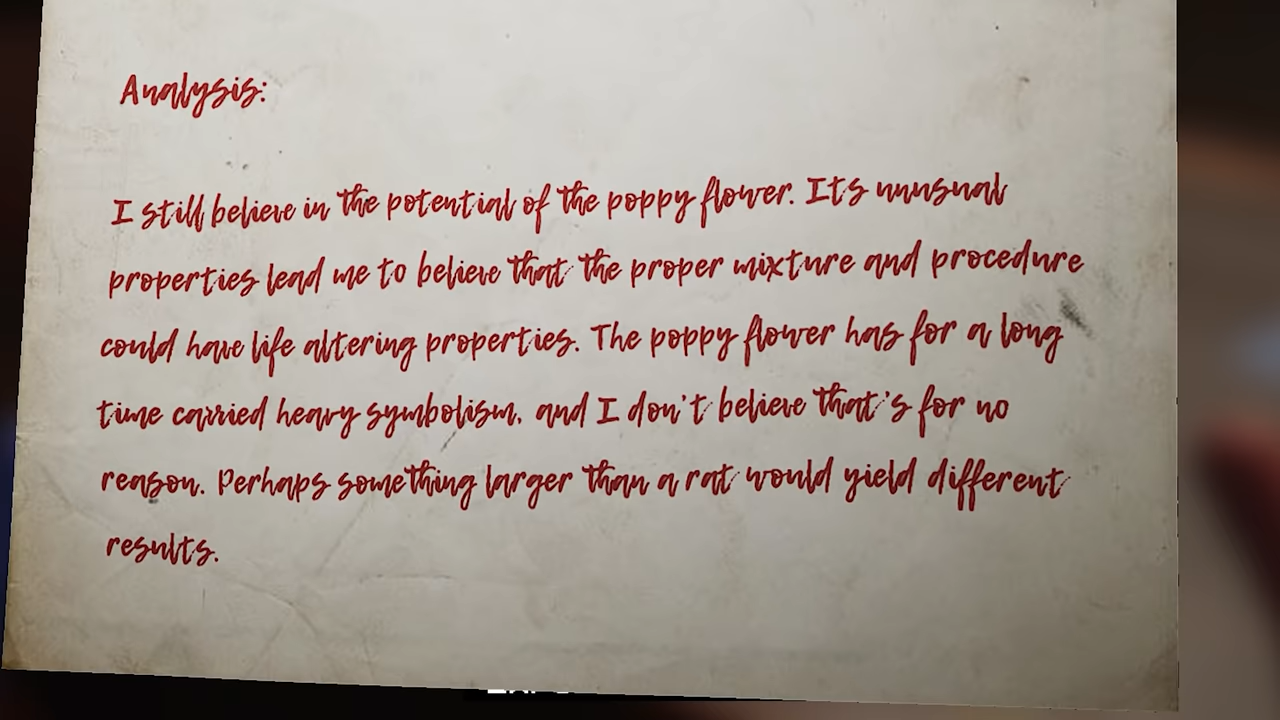 Analysis:
I still believe in the potential of the poppy flower. Its unusual
properties lead me to believe that the proper mixture and procedure
could have life altering properties. The poppy flower has for a long
time carried heavy symbolism, and I don't believe that's for no
reason. Perhaps something larger than a rat would yield different
results.